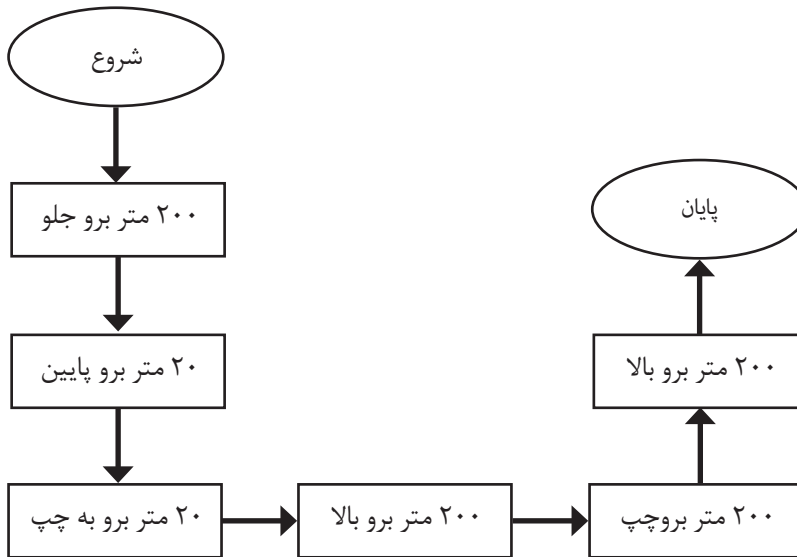 شروع
۲۰۰ متر برو جلو
۲۰ متر برو پایین
۲۰ متر برو به چپ
۲۰۰ متر برو بالا
۲۰۰ متر بروچپ
۲۰۰ متر برو بالا
پایان